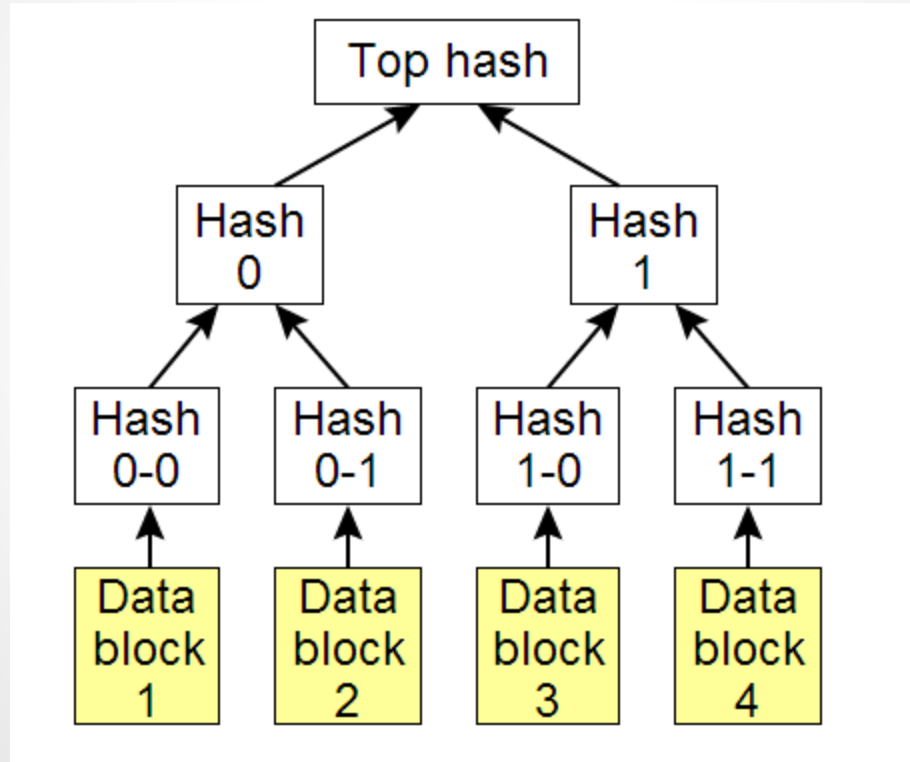 Top hash
Hash
0
Hash
1
Hash
0-0
Hash
0-1
Hash
1-0
Hash
1-1
Data
block
1
Data
block
2
Data
block
3
Data
block
4